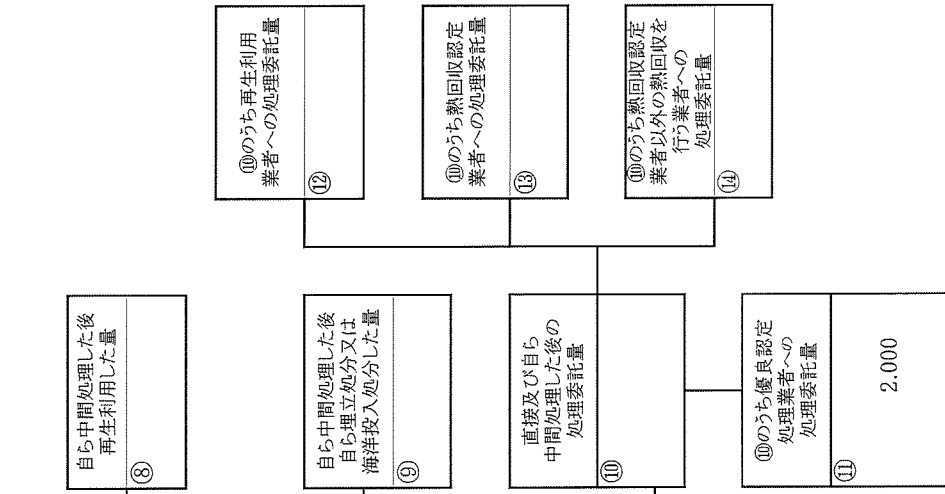 自ら中間処理した後
再生利用した量
⑧
自ら中間処理した後
自ら埋立処分又は
海洋投入処分した量
⑨
直接及び自ら
中間処理した後の
処理委託量
⑩
⑩のうち優良認定
処理業者への
処理委託量
⑪
2.000
⑩のうち再生利用
業者への処理委託量
⑫
⑩のうち熱回収認定
業者への処理委託量
⑬
⑩のうち熱回収認定
業者以外の熱回収を
行う業者への
処理委託量
⑭